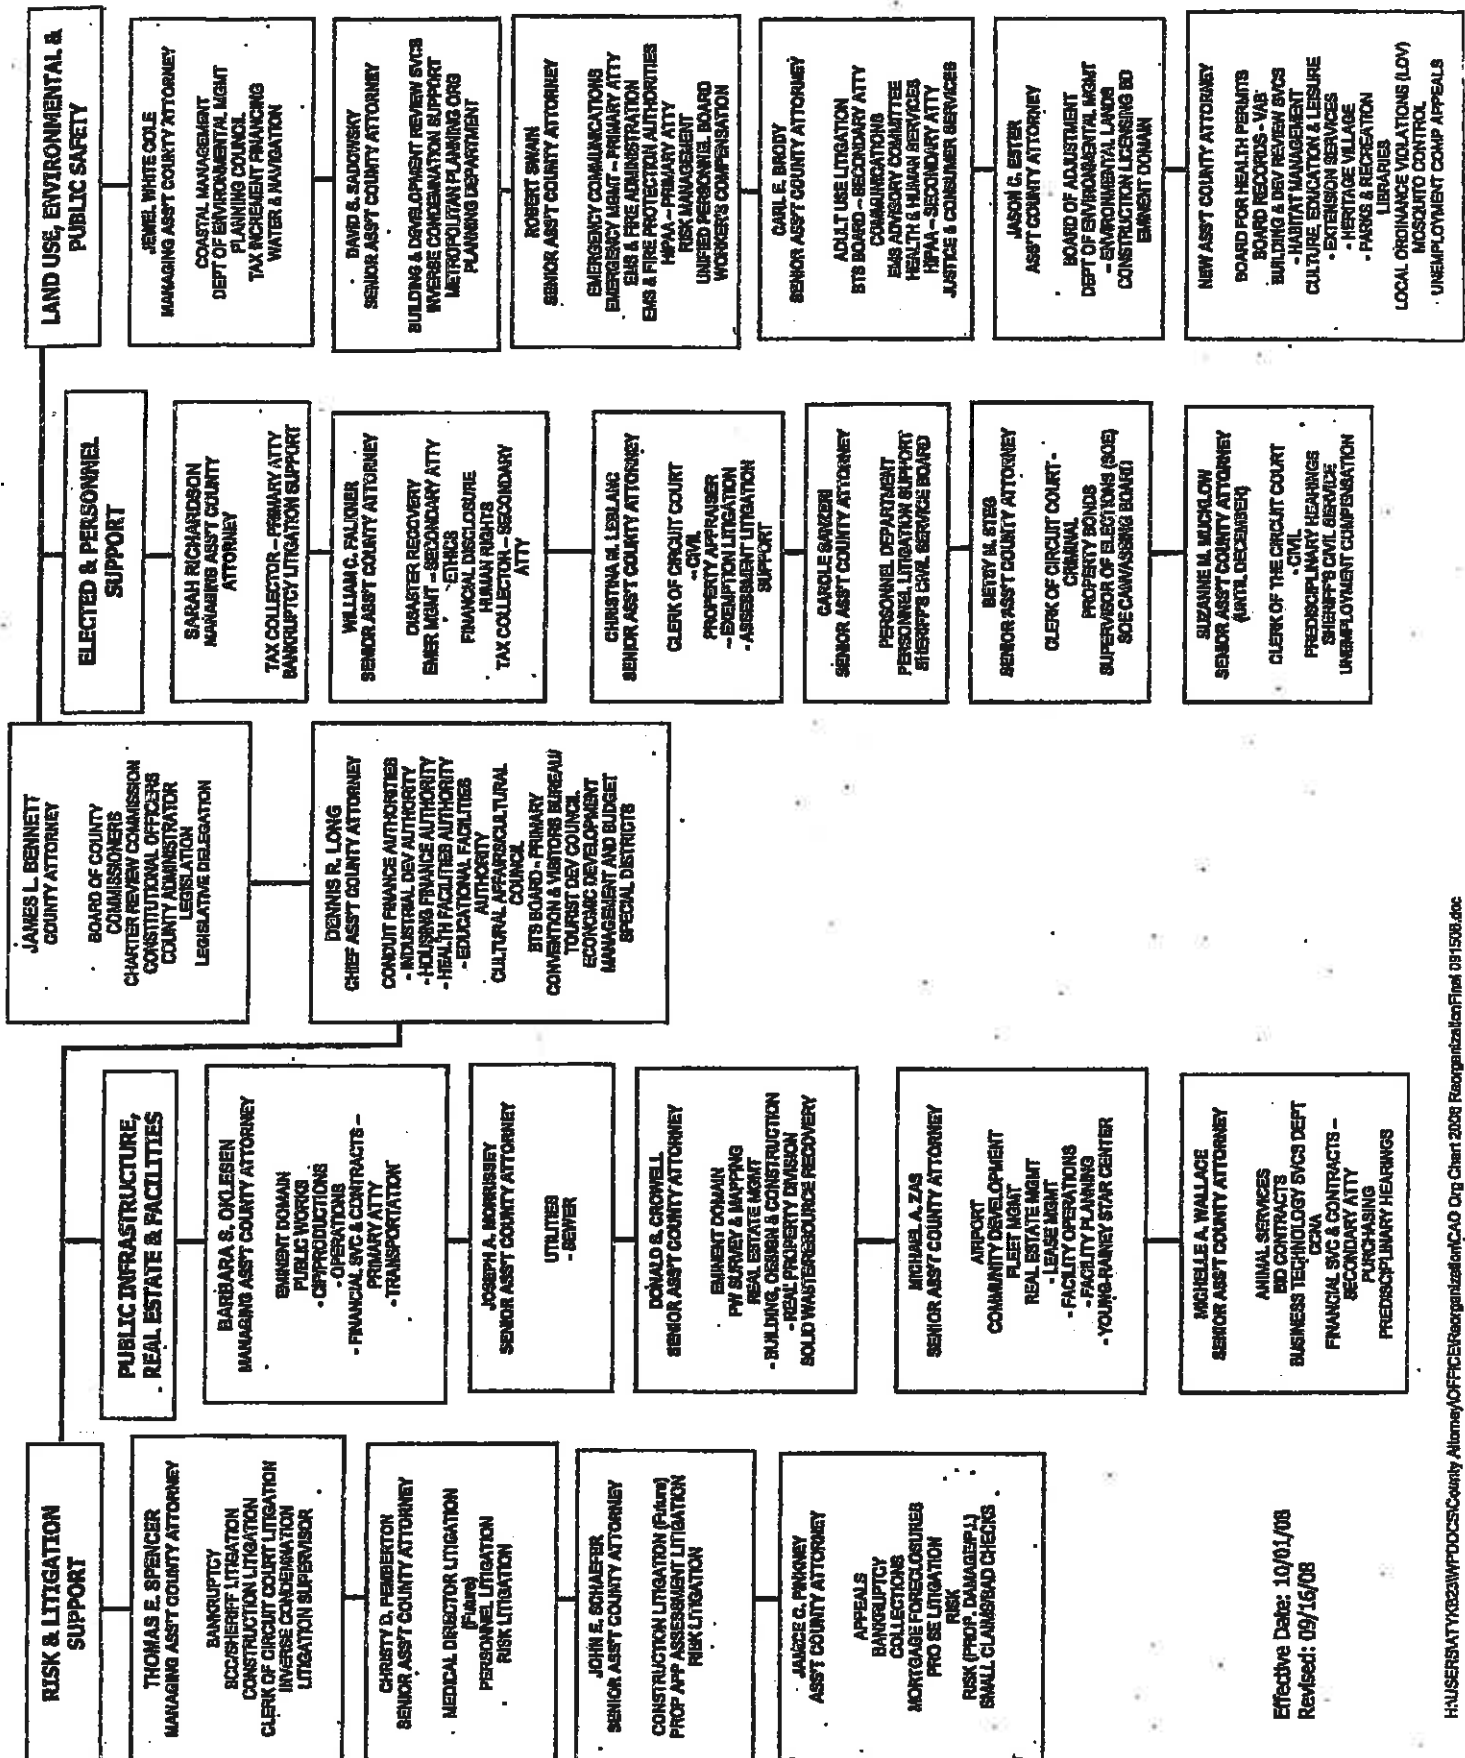 RISK & LITIGATION
SUPPORT
THOMAS E. SPENCER
MANAGING ASS'T COUNTY ATTORNEY
BANKRUPTCY
BCC/SHERIFF LITIGATION
CONSTRUCTION LITIGATION
CLERK OF CIRCUIT COURT LITIGATION
INVERSE CONDEMNATION
LITIGATION SUPERVISOR
CHRISTY D. PEMBERTON
SENIOR ASS'T COUNTY ATTORNEY
MEDICAL DIRECTOR LITIGATION
(Future)
PERSONNEL LITIGATION
RISK LITIGATION
JOHN E. SCHAEFER
SENIOR ASS'T COUNTY ATTORNEY
CONSTRUCTION LITIGATION (Future)
PROP APP ASSESSMENT LITIGATION
RISK LITIGATION
JANICE C. PINKNEY
ASS'T COUNTY ATTORNEY
APPEALS
BANKRUPTCY
COLLECTIONS
MORTGAGE FORECLOSURES
PRO SE LITIGATION
RISK
RISK (PROP. DAMAGE/P.I.)
SMALL CLAIMS/BAD CHECKS
PUBLIC INFRASTRUCTURE,
REAL ESTATE & FACILITIES
BARBARA S. OKLESEN
MANAGING ASS'T COUNTY ATTORNEY
EMINENT DOMAIN
PUBLIC WORKS
- CIP/PRODUCTIONS
- OPERATIONS
- FINANCIAL SVC & CONTRACTS –
PRIMARY ATTY
- TRANSPORTATION
JOSEPH A. MORRISSEY
SENIOR ASS'T COUNTY ATTORNEY
UTILITIES
- SEWER
DONALD S. CROWELL
SENIOR ASS'T COUNTY ATTORNEY
EMINENT DOMAIN
PW SURVEY & MAPPING
REAL ESTATE MGMT
- BUILDING, DESIGN & CONSTRUCTION
- REAL PROPERTY DIVISION
SOLID WASTE/RESOURCE RECOVERY
MICHAEL A. ZAS
SENIOR ASS'T COUNTY ATTORNEY
AIRPORT
COMMUNITY DEVELOPMENT
FLEET MGMT
REAL ESTATE MGMT
- LEASE MGMT
- FACILITY OPERATIONS
- FACILITY PLANNING
- YOUNG-RAINEY STAR CENTER
MICHELLE A. WALLACE
SENIOR ASS'T COUNTY ATTORNEY
ANIMAL SERVICES
BID CONTRACTS
BUSINESS TECHNOLOGY SVCS DEPT
CCNA
FINANCIAL SVC & CONTRACTS –
SECONDARY ATTY
PURCHASING
PREDISCIPLINARY HEARINGS
JAMES L. BENNETT
COUNTY ATTORNEY
BOARD OF COUNTY
COMMISSIONERS
CHARTER REVIEW COMMISSION
CONSTITUTIONAL OFFICERS
COUNTY ADMINISTRATOR
LEGISLATION
LEGISLATIVE DELEGATION
DENNIS R. LONG
CHIEF ASS'T COUNTY ATTORNEY
CONDUIT FINANCE AUTHORITIES
- INDUSTRIAL DEV AUTHORITY
- HOUSING FINANCE AUTHORITY
- HEALTH FACILITIES AUTHORITY
- EDUCATIONAL FACILITIES
AUTHORITY
CULTURAL AFFAIRS/CULTURAL
COUNCIL
BTS BOARD - PRIMARY
CONVENTION & VISITORS BUREAU/
TOURIST DEV COUNCIL
ECONOMIC DEVELOPMENT
MANAGEMENT AND BUDGET
SPECIAL DISTRICTS
ELECTED & PERSONNEL
SUPPORT
SARAH RICHARDSON
MANAGING ASS'T COUNTY
ATTORNEY
TAX COLLECTOR – PRIMARY ATTY
BANKRUPTCY LITIGATION SUPPORT
WILLIAM C. FALKNER
SENIOR ASS'T COUNTY ATTORNEY
DISASTER RECOVERY
EMER MGMT – SECONDARY ATTY
ETHICS
FINANCIAL DISCLOSURE
HUMAN RIGHTS
TAX COLLECTOR – SECONDARY
ATTY
CHRISTINA M. LEBLANC
SENIOR ASS'T COUNTY ATTORNEY
CLERK OF CIRCUIT COURT
– CIVIL
PROPERTY APPRAISER
– EXEMPTION LITIGATION
- ASSESSMENT LITIGATION
SUPPORT
CAROLE SANZERI
SENIOR ASS'T COUNTY ATTORNEY
PERSONNEL DEPARTMENT
PERSONNEL LITIGATION SUPPORT
SHERIFF'S CIVIL SERVICE BOARD
BETSY M. STEG
SENIOR ASS'T COUNTY ATTORNEY
CLERK OF CIRCUIT COURT -
CRIMINAL
PROPERTY BONDS
SUPERVISOR OF ELECTIONS (SOE)
SOE CANVASSING BOARD
SUZANNE M. MUCKLOW
SENIOR ASS'T COUNTY ATTORNEY
(UNTIL DECEMBER)
CLERK OF THE CIRCUIT COURT
- CIVIL
PREDISCIPLINARY HEARINGS
SHERIFF'S CIVIL SERVICE
UNEMPLOYMENT COMPENSATION
LAND USE, ENVIRONMENTAL &
PUBLIC SAFETY
JEWEL WHITE COLE
MANAGING ASS'T COUNTY ATTORNEY
COASTAL MANAGEMENT
DEPT OF ENVIRONMENTAL MGMT
PLANNING COUNCIL
TAX INCREMENT FINANCING
WATER & NAVIGATION
DAVID S. SADOWSKY
SENIOR ASS'T COUNTY ATTORNEY
BUILDING & DEVELOPMENT REVIEW SVCS
INVERSE CONDEMNATION SUPPORT
METROPOLITAN PLANNING ORG
PLANNING DEPARTMENT
ROBERT SWAIN
SENIOR ASS'T COUNTY ATTORNEY
EMERGENCY COMMUNICATIONS
EMERGENCY MGMT - PRIMARY ATTY
EMS & FIRE ADMINISTRATION
EMS & FIRE PROTECTION AUTHORITIES
HIPAA – PRIMARY ATTY
RISK MANAGEMENT
UNIFIED PERSONNEL BOARD
WORKER'S COMPENSATION
CARL E. BRODY
SENIOR ASS'T COUNTY ATTORNEY
ADULT USE LITIGATION
BTS BOARD – SECONDARY ATTY
COMMUNICATIONS
EMS ADVISORY COMMITTEE
HEALTH & HUMAN SERVICES
HIPAA – SECONDARY ATTY
JUSTICE & CONSUMER SERVICES
JASON C. ESTER
ASS'T COUNTY ATTORNEY
BOARD OF ADJUSTMENT
DEPT OF ENVIRONMENTAL MGMT
– ENVIRONMENTAL LANDS
CONSTRUCTION LICENSING BD
EMINENT DOMAIN
NEW ASS'T COUNTY ATTORNEY
BOARD FOR HEALTH PERMITS
BOARD RECORDS - VAB
BUILDING & DEV REVIEW SVCS
- HABITAT MANAGEMENT
CULTURE, EDUCATION & LEISURE
- EXTENSION SERVICES
- HERITAGE VILLAGE
- PARKS & RECREATION
LIBRARIES
LOCAL ORDINANCE VIOLATIONS (LOV)
MOSQUITO CONTROL
UNEMPLOYMENT COMP APPEALS
Effective Date: 10/01/08
Revised: 09/16/08
H:\USERS\ATYKB23\WPDOCS\County Attorney\OFFICE\Reorganization\CAO Org Chart 2008 ReorganizationFinal 091508.doc